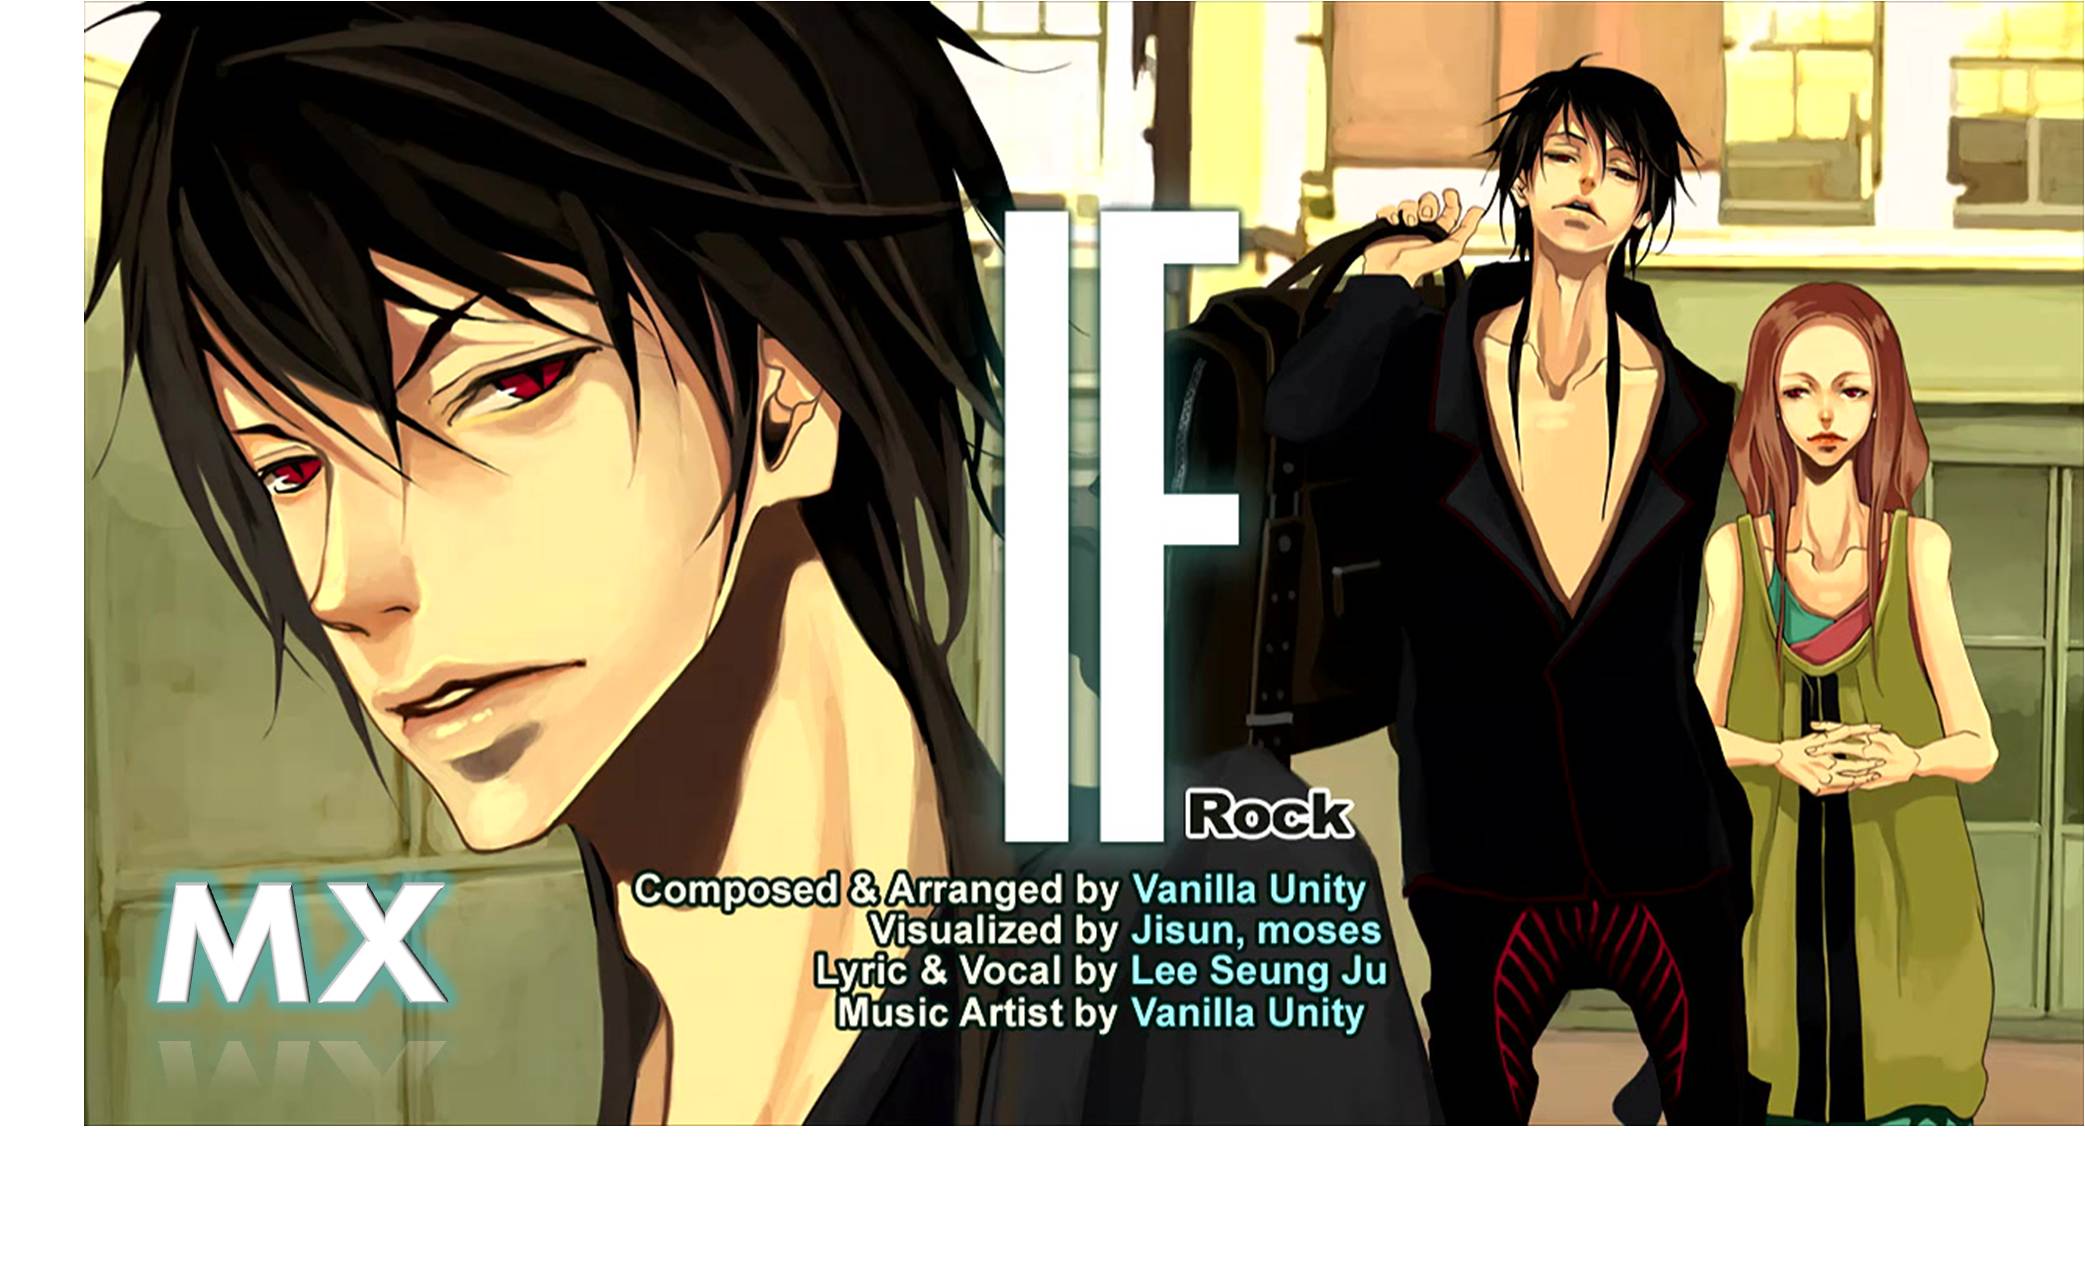 IF
Rock
Composed & Arranged by Vanilla Unity
Visualized by Jisun, moses
Lyric & Vocal by Lee Seung Ju
Music Artist by Vanilla Unity
MX